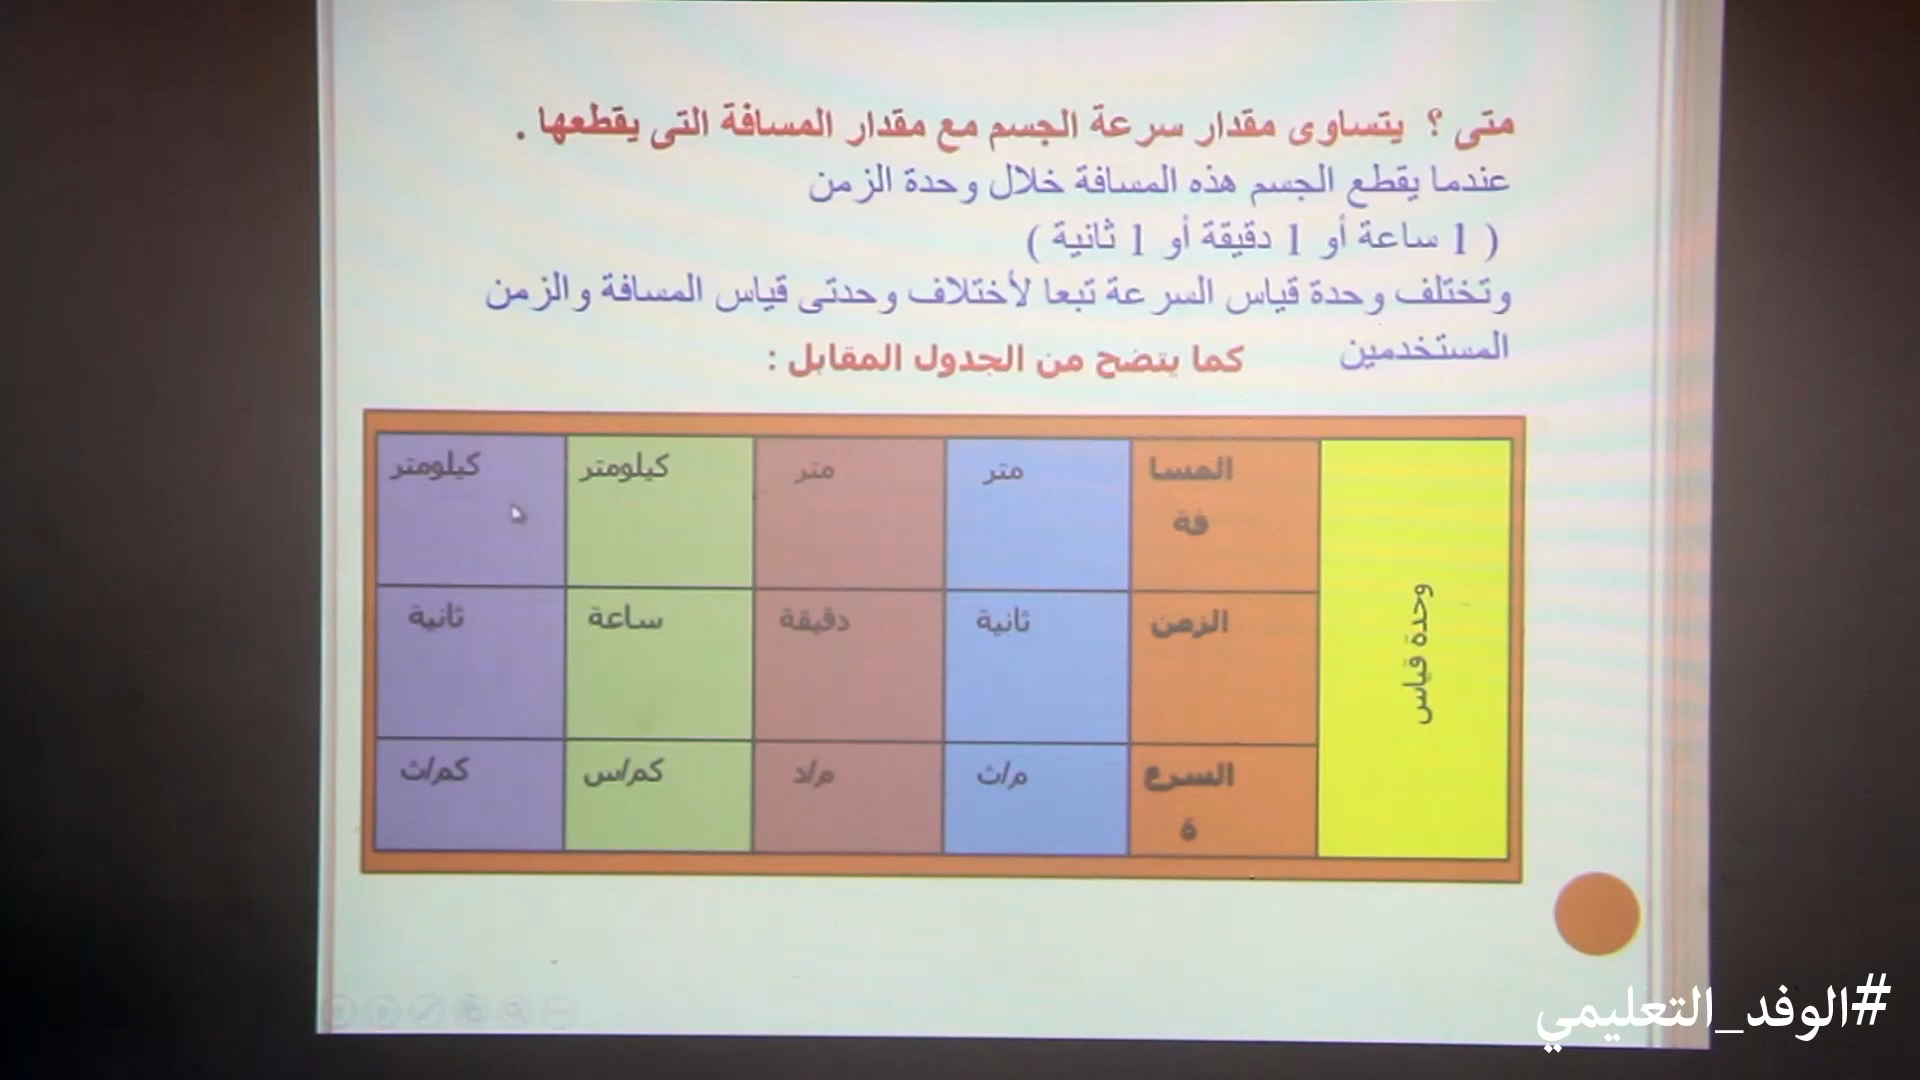 متى ؟ يتساوى مقدار سرعة الجسم مع مقدار المسافة التى يقطعها .
عندما يقطع الجسم هذه المسافة خلال وحدة الزمن
( 1 ساعة أو 1 دقيقة أو 1 ثانية )
وتختلف وحدة قياس السرعة تبعا لأختلاف وحدتى قياس المسافة والزمن
المستخدمين كما يتضح من الجدول المقابل :
وحدة قياس
المسا
فة
متر
متر
كيلومتر
كيلومتر
الزمن
ثانية
دقيقة
ساعة
ثانية
السرع
ة
م/ث
م/د
كم/س
كم/ث
#الوفد_التعليمي